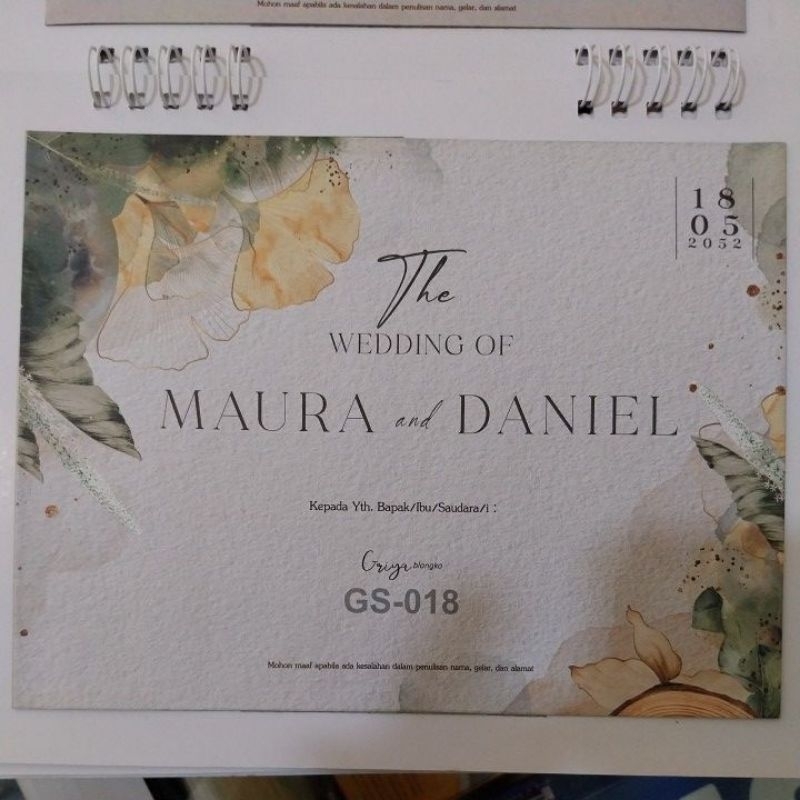 Mohon maaf apabila ada kesalahan dalam penulisan nama, gelar, dan alamat
18
05
2052
The
WEDDING OF
MAURA and DANIEL
Kepada Yth. Bapak/Ibu/Saudara/i :
Griya blangko
GS-018
Mohon maaf apabila ada kesalahan dalam penulisan nama, gelar, dan alamat